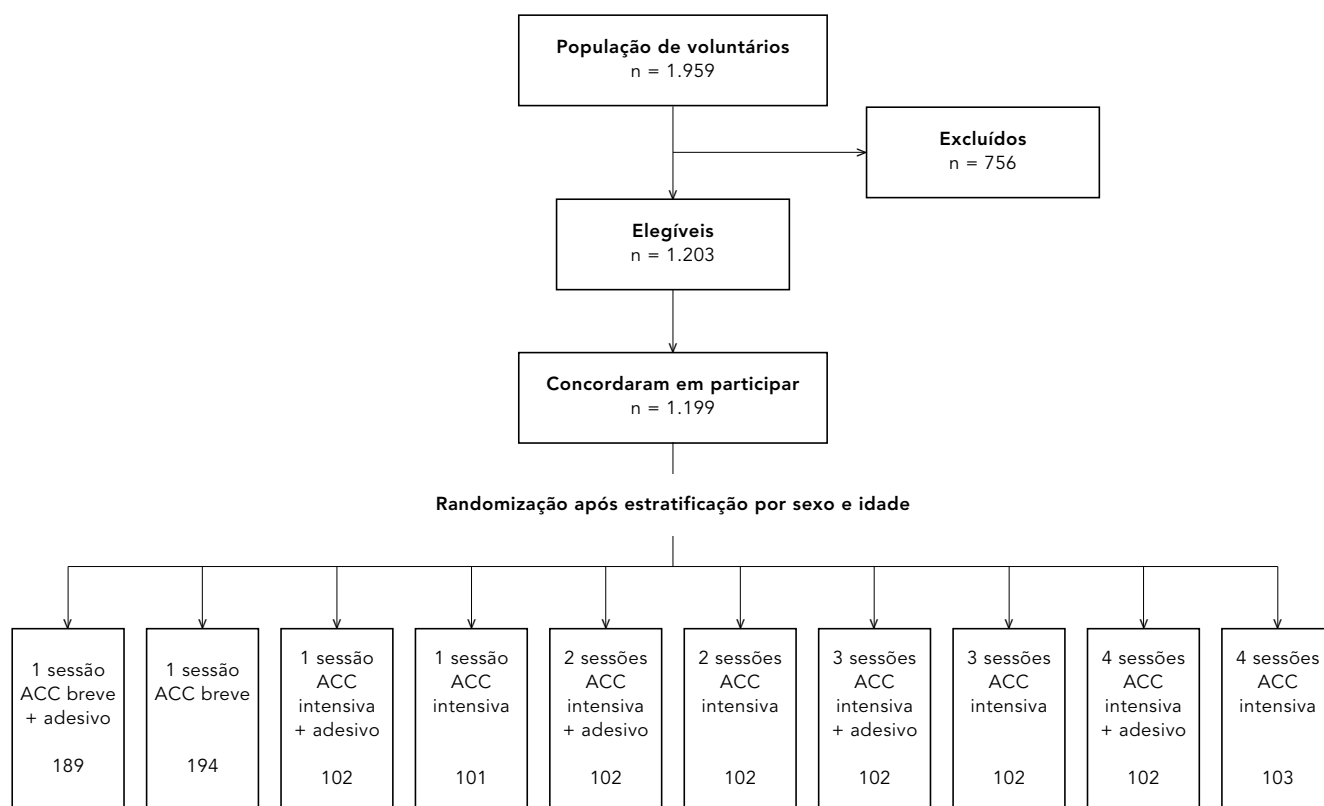 População de voluntários
n = 1.959
Excluídos
n = 756
Elegíveis
n = 1.203
Concordaram em participar
n = 1.199
Randomização após estratificação por sexo e idade
1 sessão
ACC breve
+ adesivo
189
1 sessão
ACC breve
194
1 sessão
ACC
intensiva
+ adesivo
102
1 sessão
ACC
intensiva
101
2 sessões
ACC
intensiva
+ adesivo
102
2 sessões
ACC
intensiva
102
3 sessões
ACC
intensiva
+ adesivo
102
3 sessões
ACC
intensiva
102
4 sessões
ACC
intensiva
+ adesivo
102
4 sessões
ACC
intensiva
103